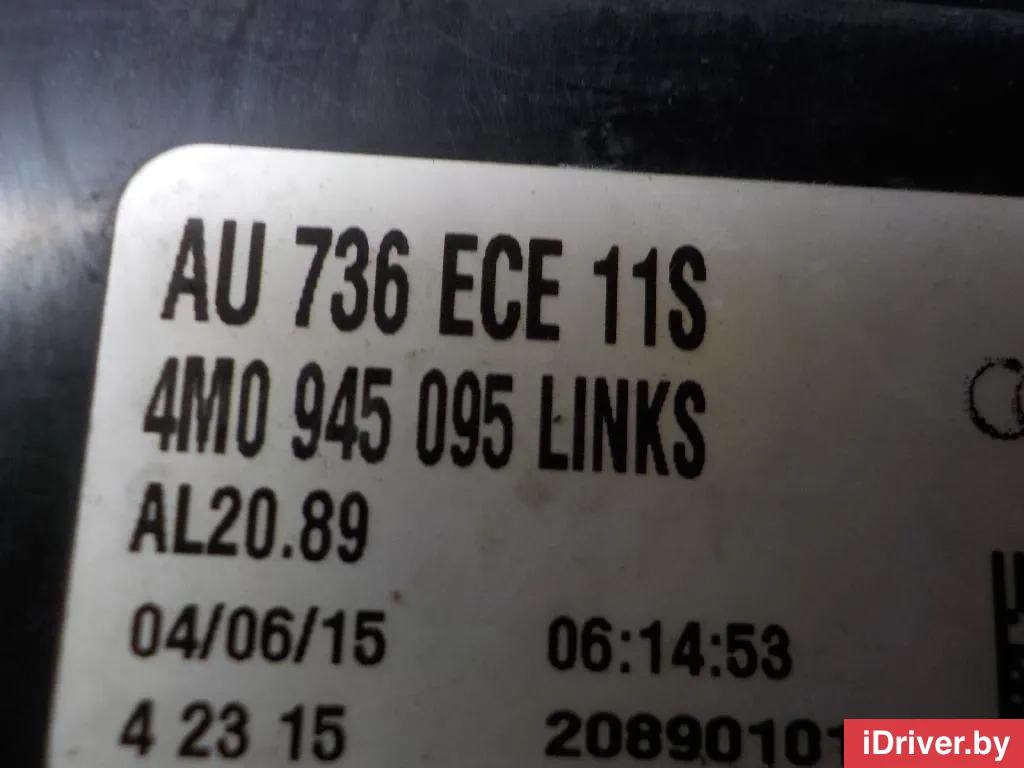 AU 736 ECE 11S
4M0 945 095 LINKS
AL20.89
04/06/15 06:14:53
4 23 15 20890101
iDriver.by